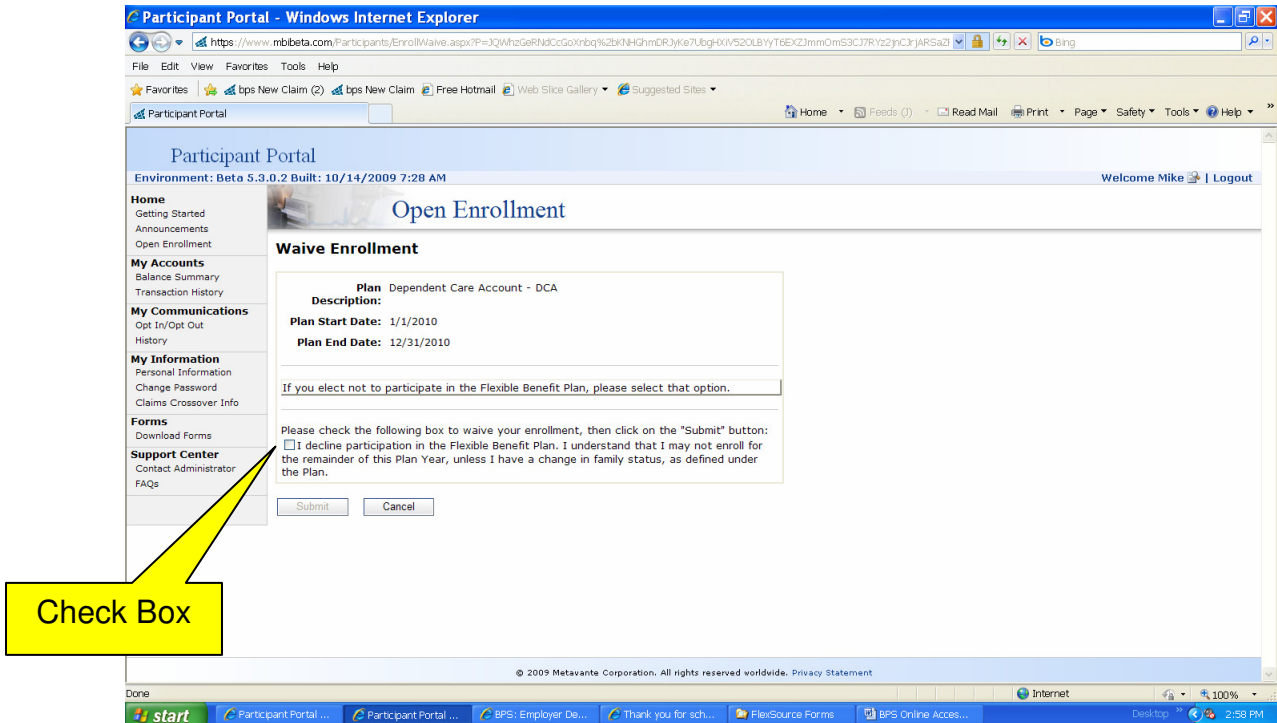 Participant Portal - Windows Internet Explorer
File Edit View Favorites Tools Help
Bing
Favorites bps New Claim (2) bps New Claim Free Hotmail Web Slice Gallery Suggested Sites
Participant Portal
Home Feeds (J) Read Mail Print Page Safety Tools Help »
Participant Portal
Environment: Beta 5.3.0.2 Built: 10/14/2009 7:28 AM
Welcome Mike | Logout
Home
Getting Started
Announcements
Open Enrollment
My Accounts
Balance Summary
Transaction History
My Communications
Opt In/Opt Out
History
My Information
Personal Information
Change Password
Claims Crossover Info
Forms
Download Forms
Support Center
Contact Administrator
FAQs
Open Enrollment
Waive Enrollment
Plan Description: Dependent Care Account - DCA
Plan Start Date: 1/1/2010
Plan End Date: 12/31/2010
If you elect not to participate in the Flexible Benefit Plan, please select that option.
Please check the following box to waive your enrollment, then click on the "Submit" button:
I decline participation in the Flexible Benefit Plan. I understand that I may not enroll for
the remainder of this Plan Year, unless I have a change in family status, as defined under
the Plan.
Submit Cancel
Check Box
© 2009 Metavante Corporation. All rights reserved worldwide. Privacy Statement
Done
Internet
100%
start Participant Portal ... Participant Portal ... BPS: Employer De... Thank you for sch... FlexSource Forms BPS Online Acces... Desktop » 2:58 PM